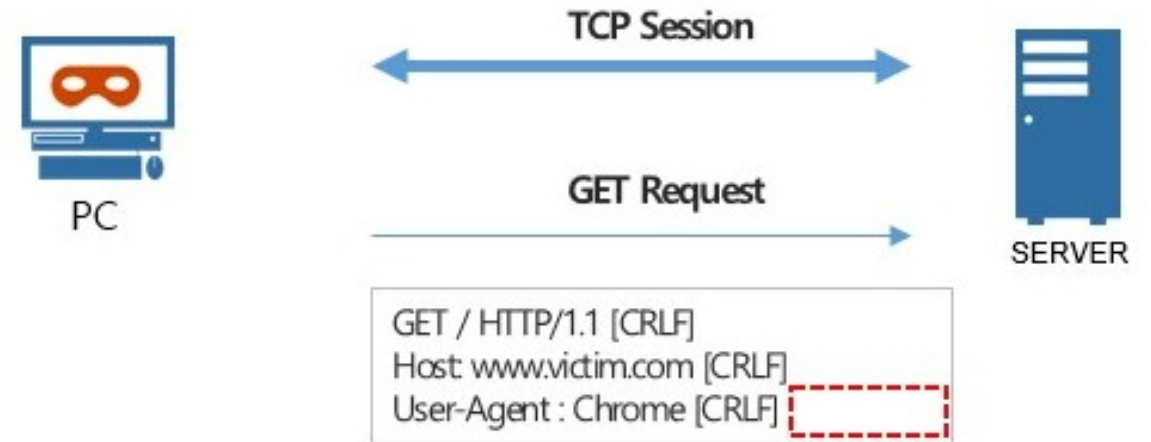 TCP Session
PC
GET Request
SERVER
GET / HTTP/1.1 [CRLF]
Host: www.victim.com [CRLF]
User-Agent : Chrome [CRLF]